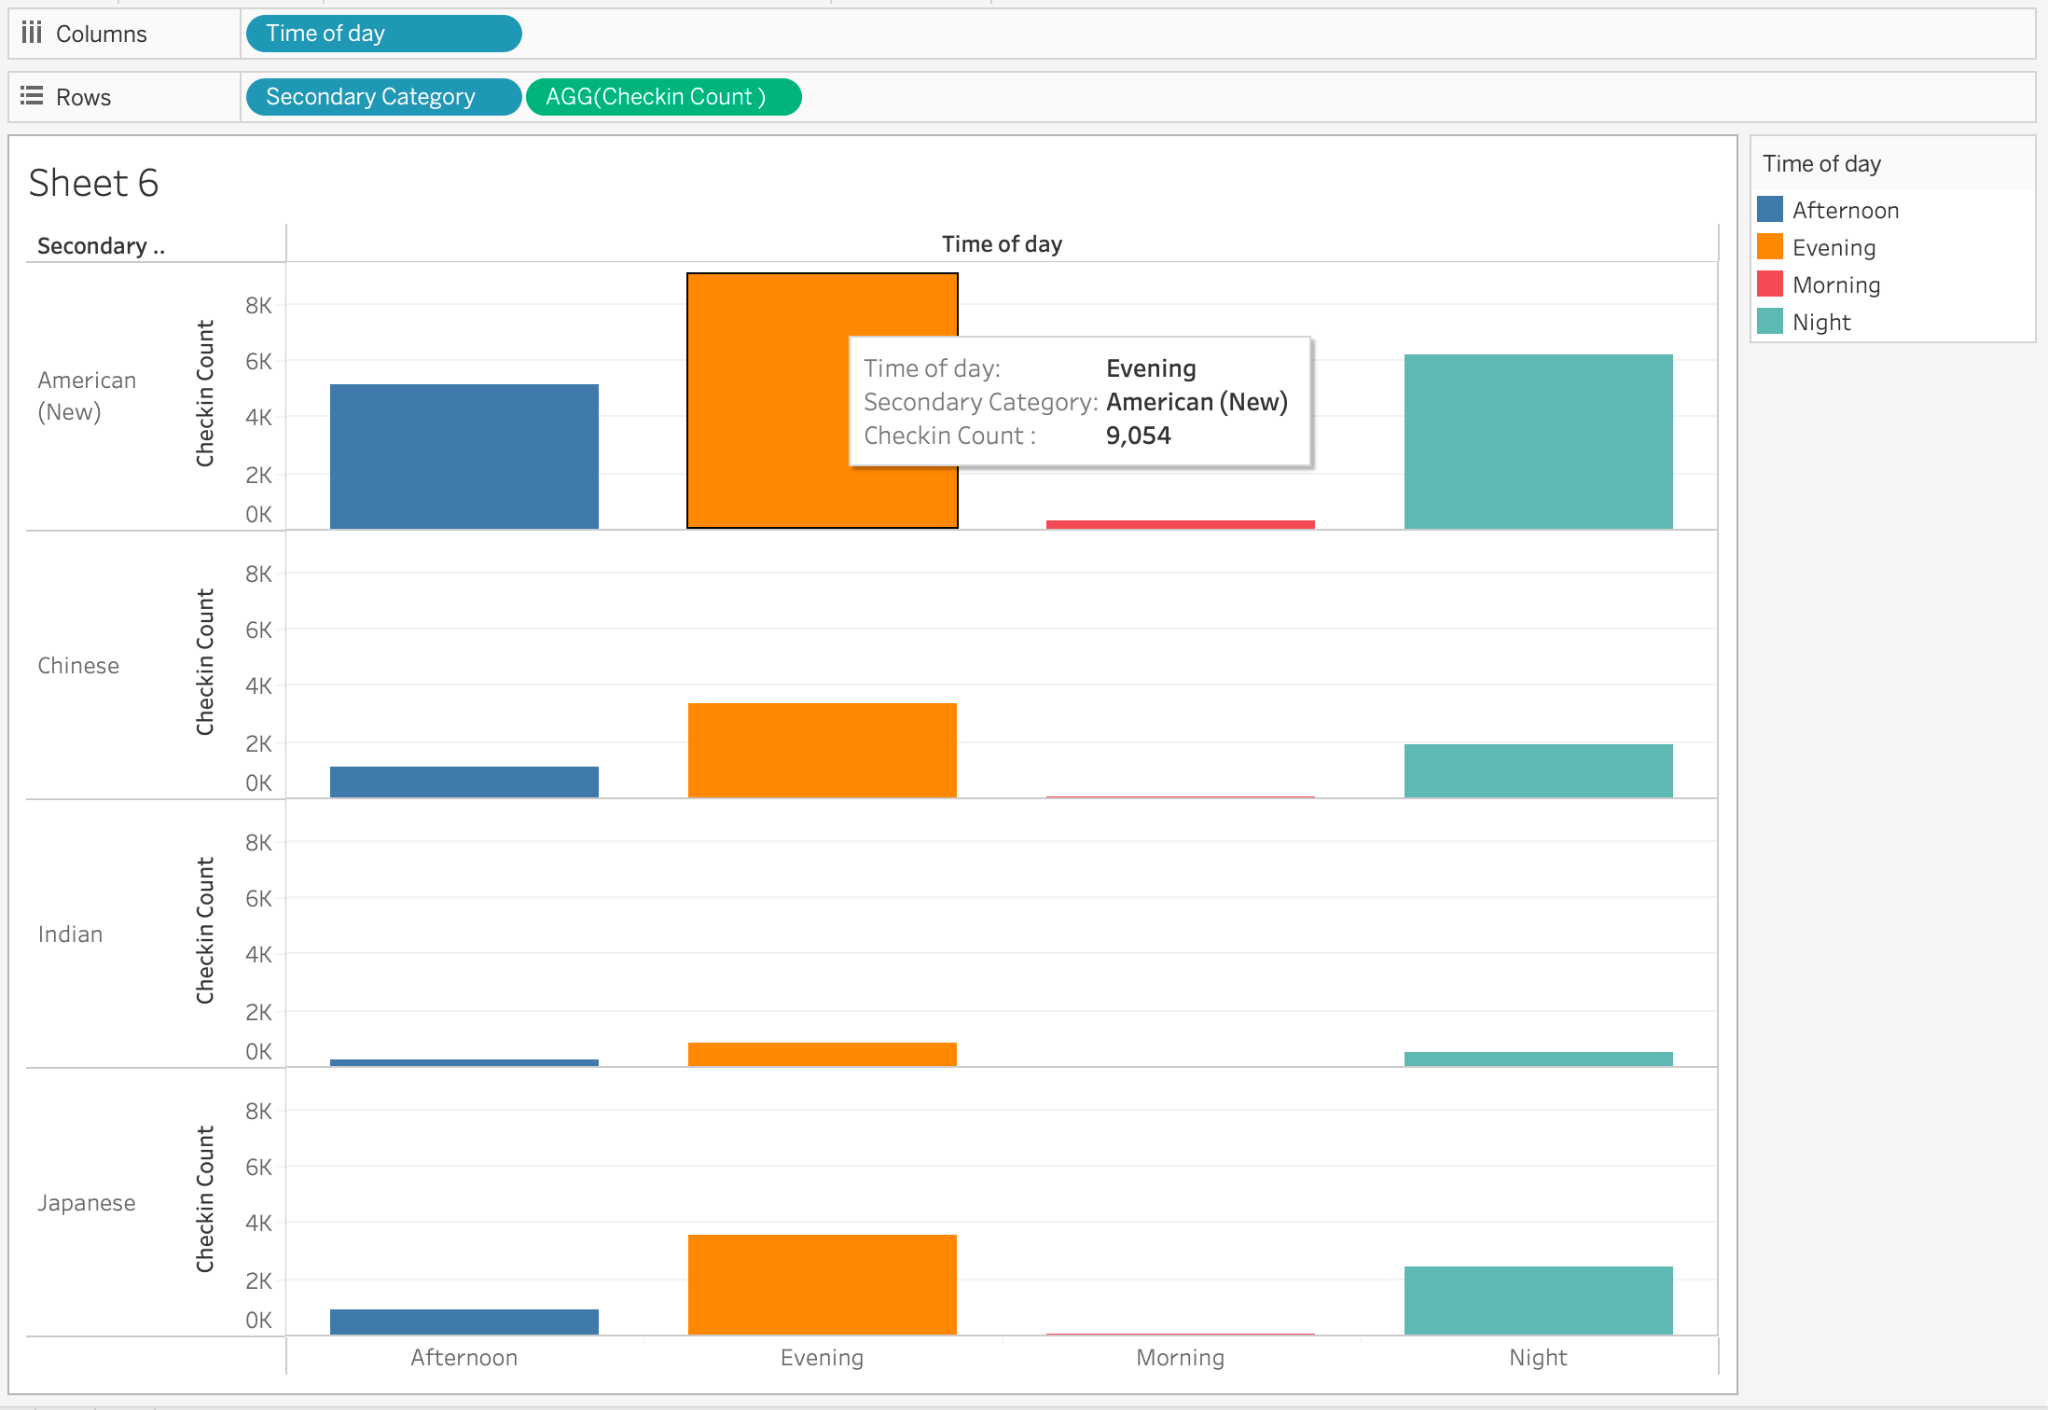 Columns
Time of day
Rows
Secondary Category
AGG(Checkin Count )
Sheet 6
Secondary ..
Time of day
American
(New)
Checkin Count
8K
6K
4K
2K
0K
Time of day: Evening
Secondary Category: American (New)
Checkin Count : 9,054
Chinese
Checkin Count
8K
6K
4K
2K
0K
Indian
Checkin Count
8K
6K
4K
2K
0K
Japanese
Checkin Count
8K
6K
4K
2K
0K
Afternoon
Evening
Morning
Night
Time of day
Afternoon
Evening
Morning
Night